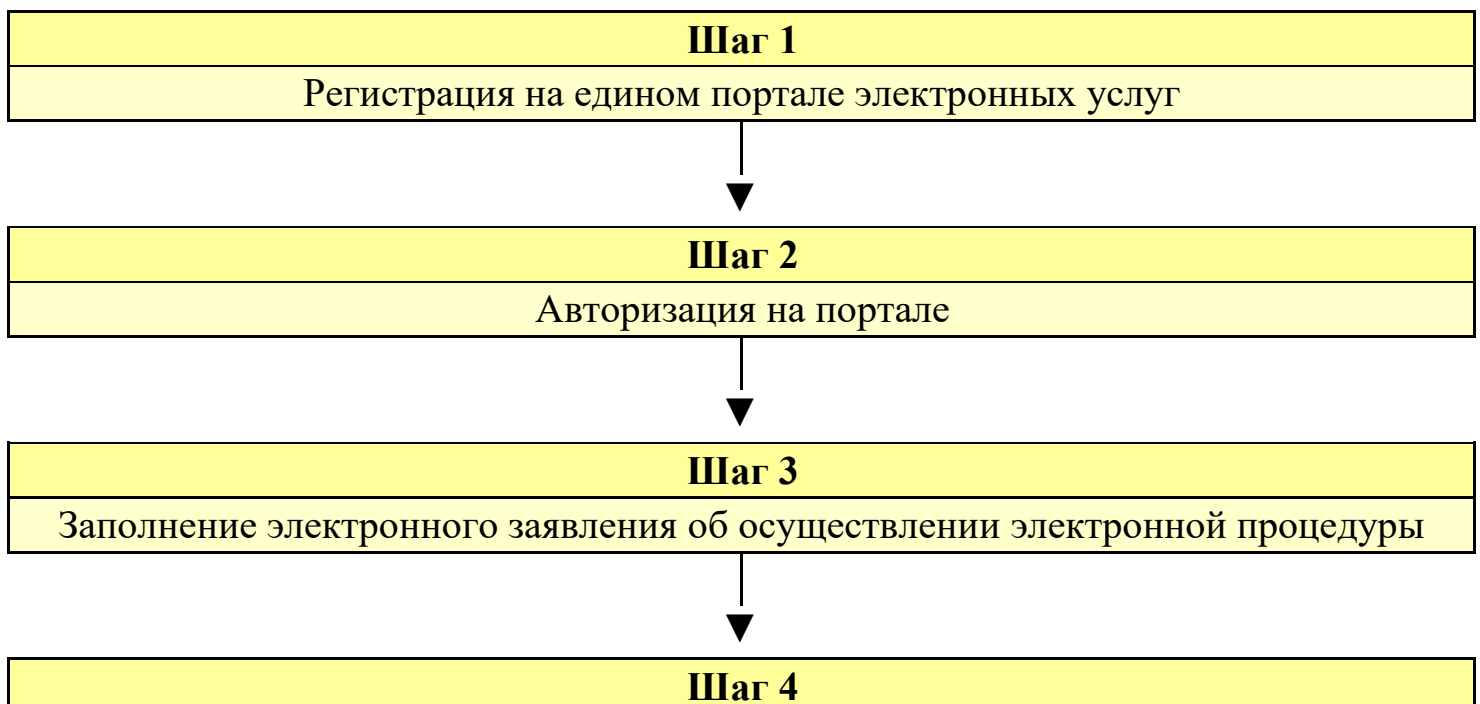 Шаг 1
Регистрация на едином портале электронных услуг
Шаг 2
Авторизация на портале
Шаг 3
Заполнение электронного заявления об осуществлении электронной процедуры
Шаг 4